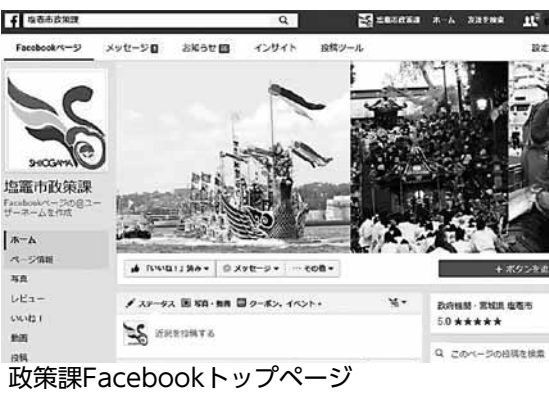 塩竈市政策課
塩竈市政策課 ホーム 友達を検索
Facebookページ メッセージ お知らせ インサイト 投稿ツール 設定
SHIOGAMA
塩竈市政策課
Facebookページの@ユー
ザーネームを作成
ホーム
ページ情報
写真
レビュー
いいね！
動画
投稿
「いいね！」済み メッセージ その他
+ ボタンを追
ステータス 写真・動画 クーポン、イベント+
近況を投稿する
政府機関・宮城県 塩竈市
5.0 ★★★★★
このページの投稿を検索
政策課Facebookトップページ